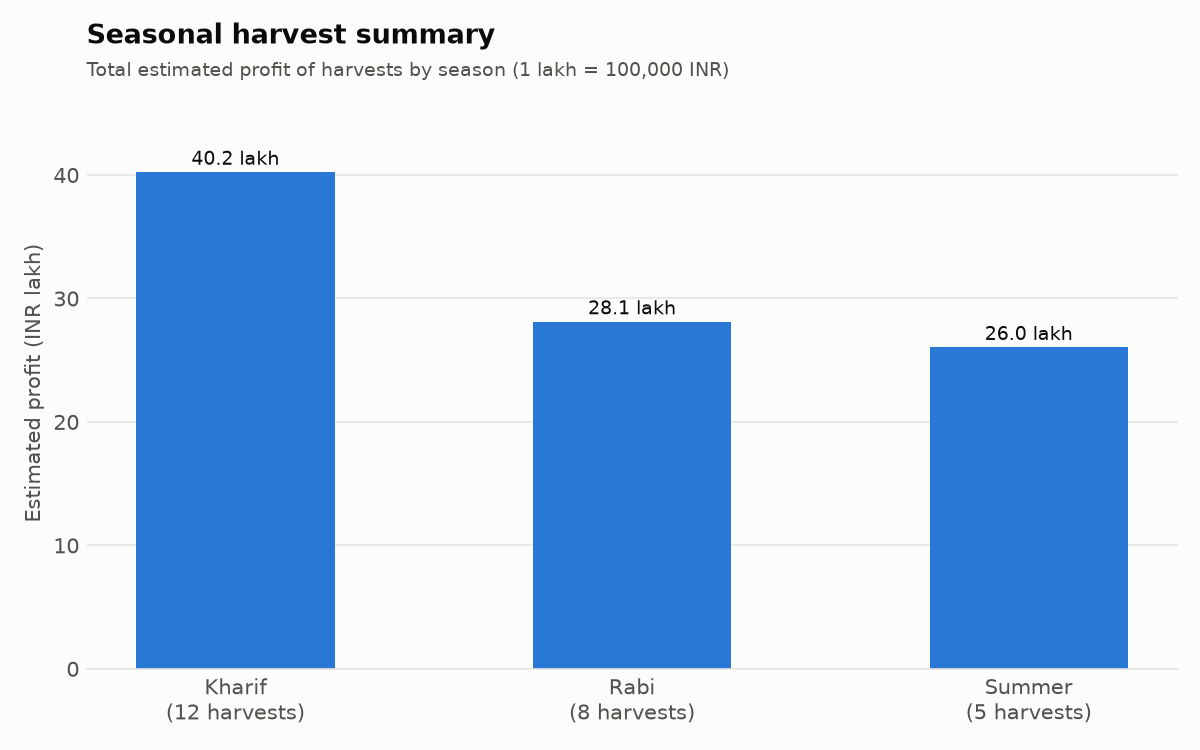 Seasonal harvest summary
Total estimated profit of harvests by season (1 lakh = 100,000 INR)
Estimated profit (INR lakh)
40
30
20
10
0
40.2 lakh
28.1 lakh
26.0 lakh
Kharif
(12 harvests)
Rabi
(8 harvests)
Summer
(5 harvests)